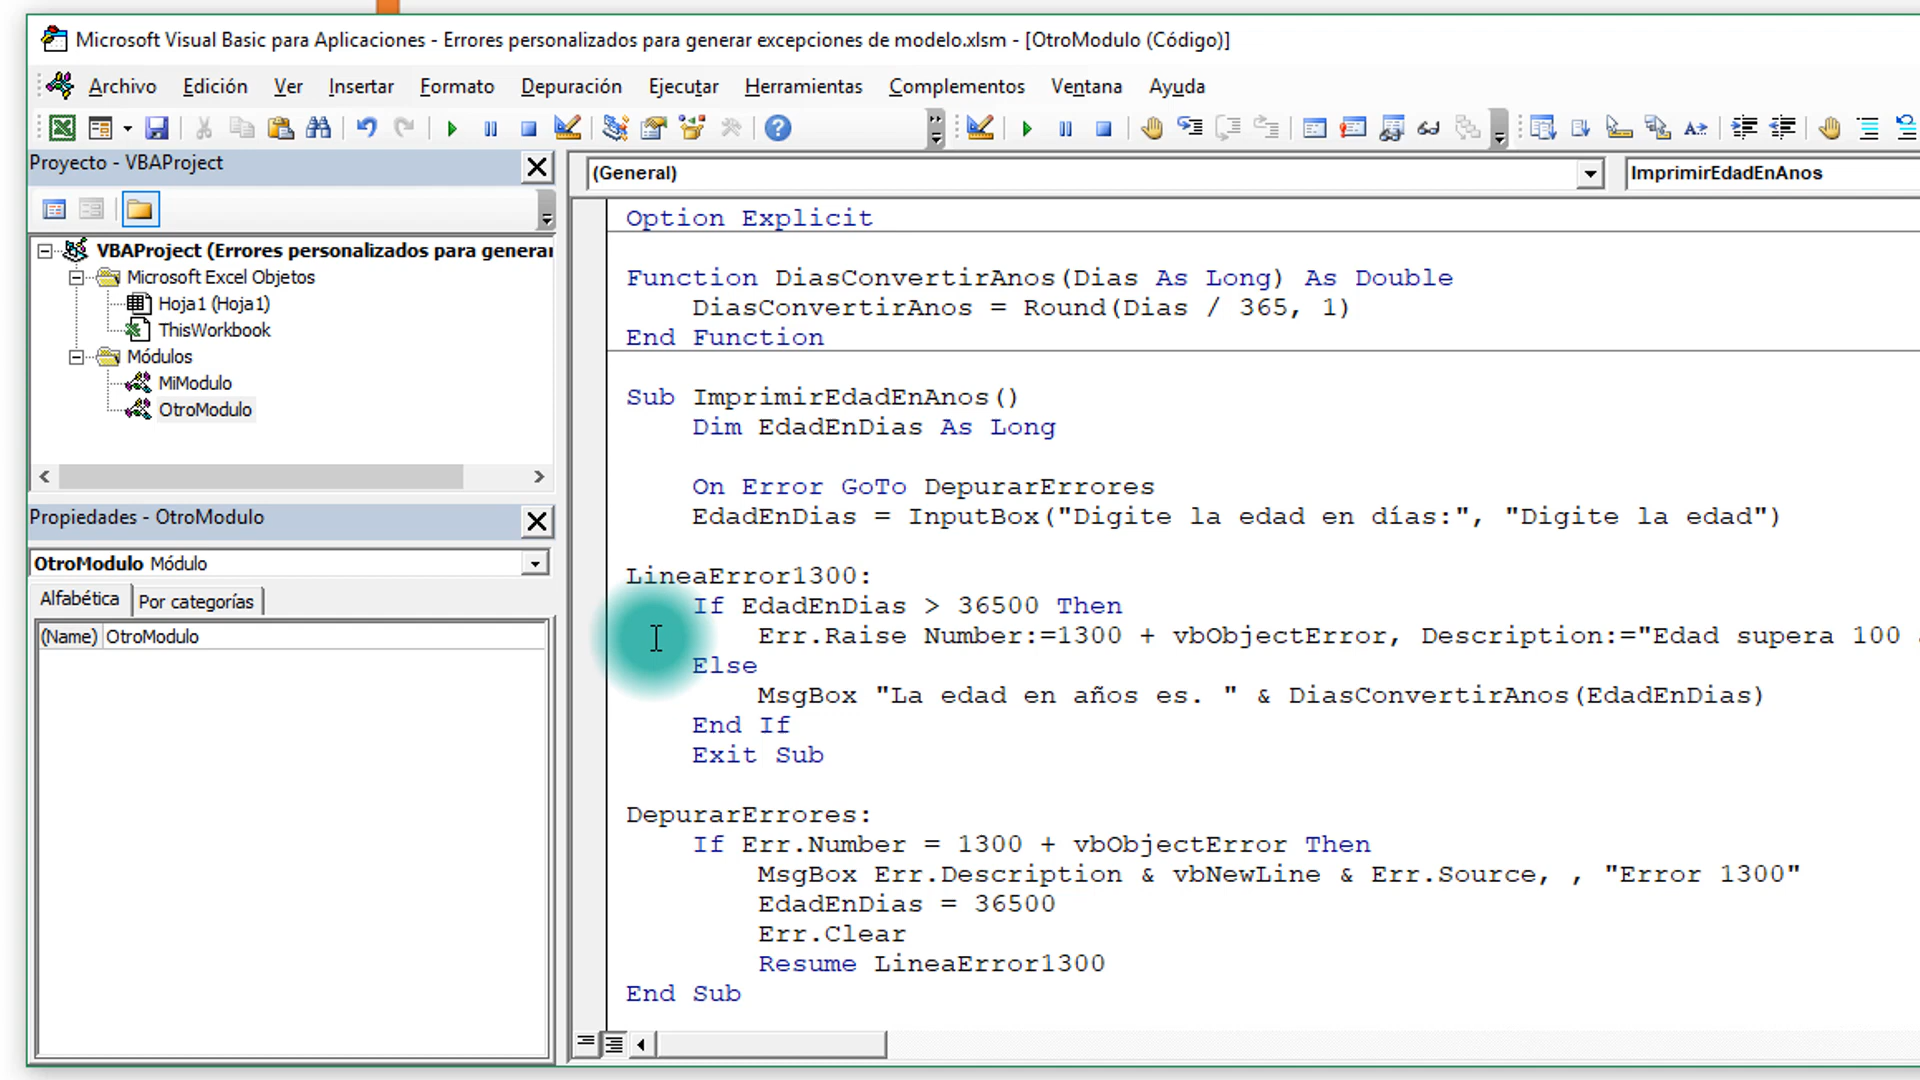 Microsoft Visual Basic para Aplicaciones - Errores personalizados para generar excepciones de modelo.xlsm - [OtroModulo (Código)]
Archivo Edición Ver Insertar Formato Depuración Ejecutar Herramientas Complementos Ventana Ayuda
Proyecto - VBAProject
(General)
ImprimirEdadEnAnos
VBAProject (Errores personalizados para generar
Microsoft Excel Objetos
Hoja1 (Hoja1)
ThisWorkbook
Módulos
MiModulo
OtroModulo
Propiedades - OtroModulo
OtroModulo Módulo
Alfabética
Por categorías
(Name) OtroModulo
Option Explicit
Function DiasConvertirAnos(Dias As Long) As Double
DiasConvertirAnos = Round(Dias / 365, 1)
End Function
Sub ImprimirEdadEnAnos()
Dim EdadEnDias As Long
On Error GoTo DepurarErrores
EdadEnDias = InputBox("Digite la edad en días:", "Digite la edad")
LineaError1300:
If EdadEnDias > 36500 Then
Err.Raise Number:=1300 + vbObjectError, Description:="Edad supera 100
Else
MsgBox "La edad en años es. " & DiasConvertirAnos(EdadEnDias)
End If
Exit Sub
DepurarErrores:
If Err.Number = 1300 + vbObjectError Then
MsgBox Err.Description & vbNewLine & Err.Source, , "Error 1300"
EdadEnDias = 36500
Err.Clear
Resume LineaError1300
End Sub